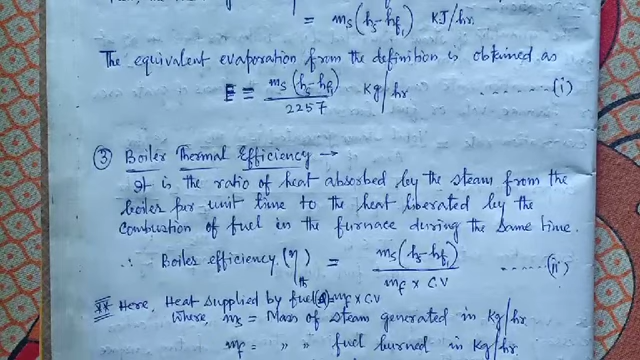 = ms(hs-hf1) KJ/hr.
The equivalent evaporation from the definition is obtained as
E = ms(hs-hf1)/2257 Kg/hr ....... (i)
③ Boiler Thermal Efficiency →
It is the ratio of heat absorbed by the steam from the
boiler per unit time to the heat liberated by the
combustion of fuel in the furnace during the same time.
∴ Boiler efficiency (η)th = ms(hs-hf1)/mf × C.V ......(ii)
** Here, Heat supplied by fuel = mf × C.V
Where, ms = Mass of steam generated in Kg/hr
mf = " " fuel burned in Kg/hr